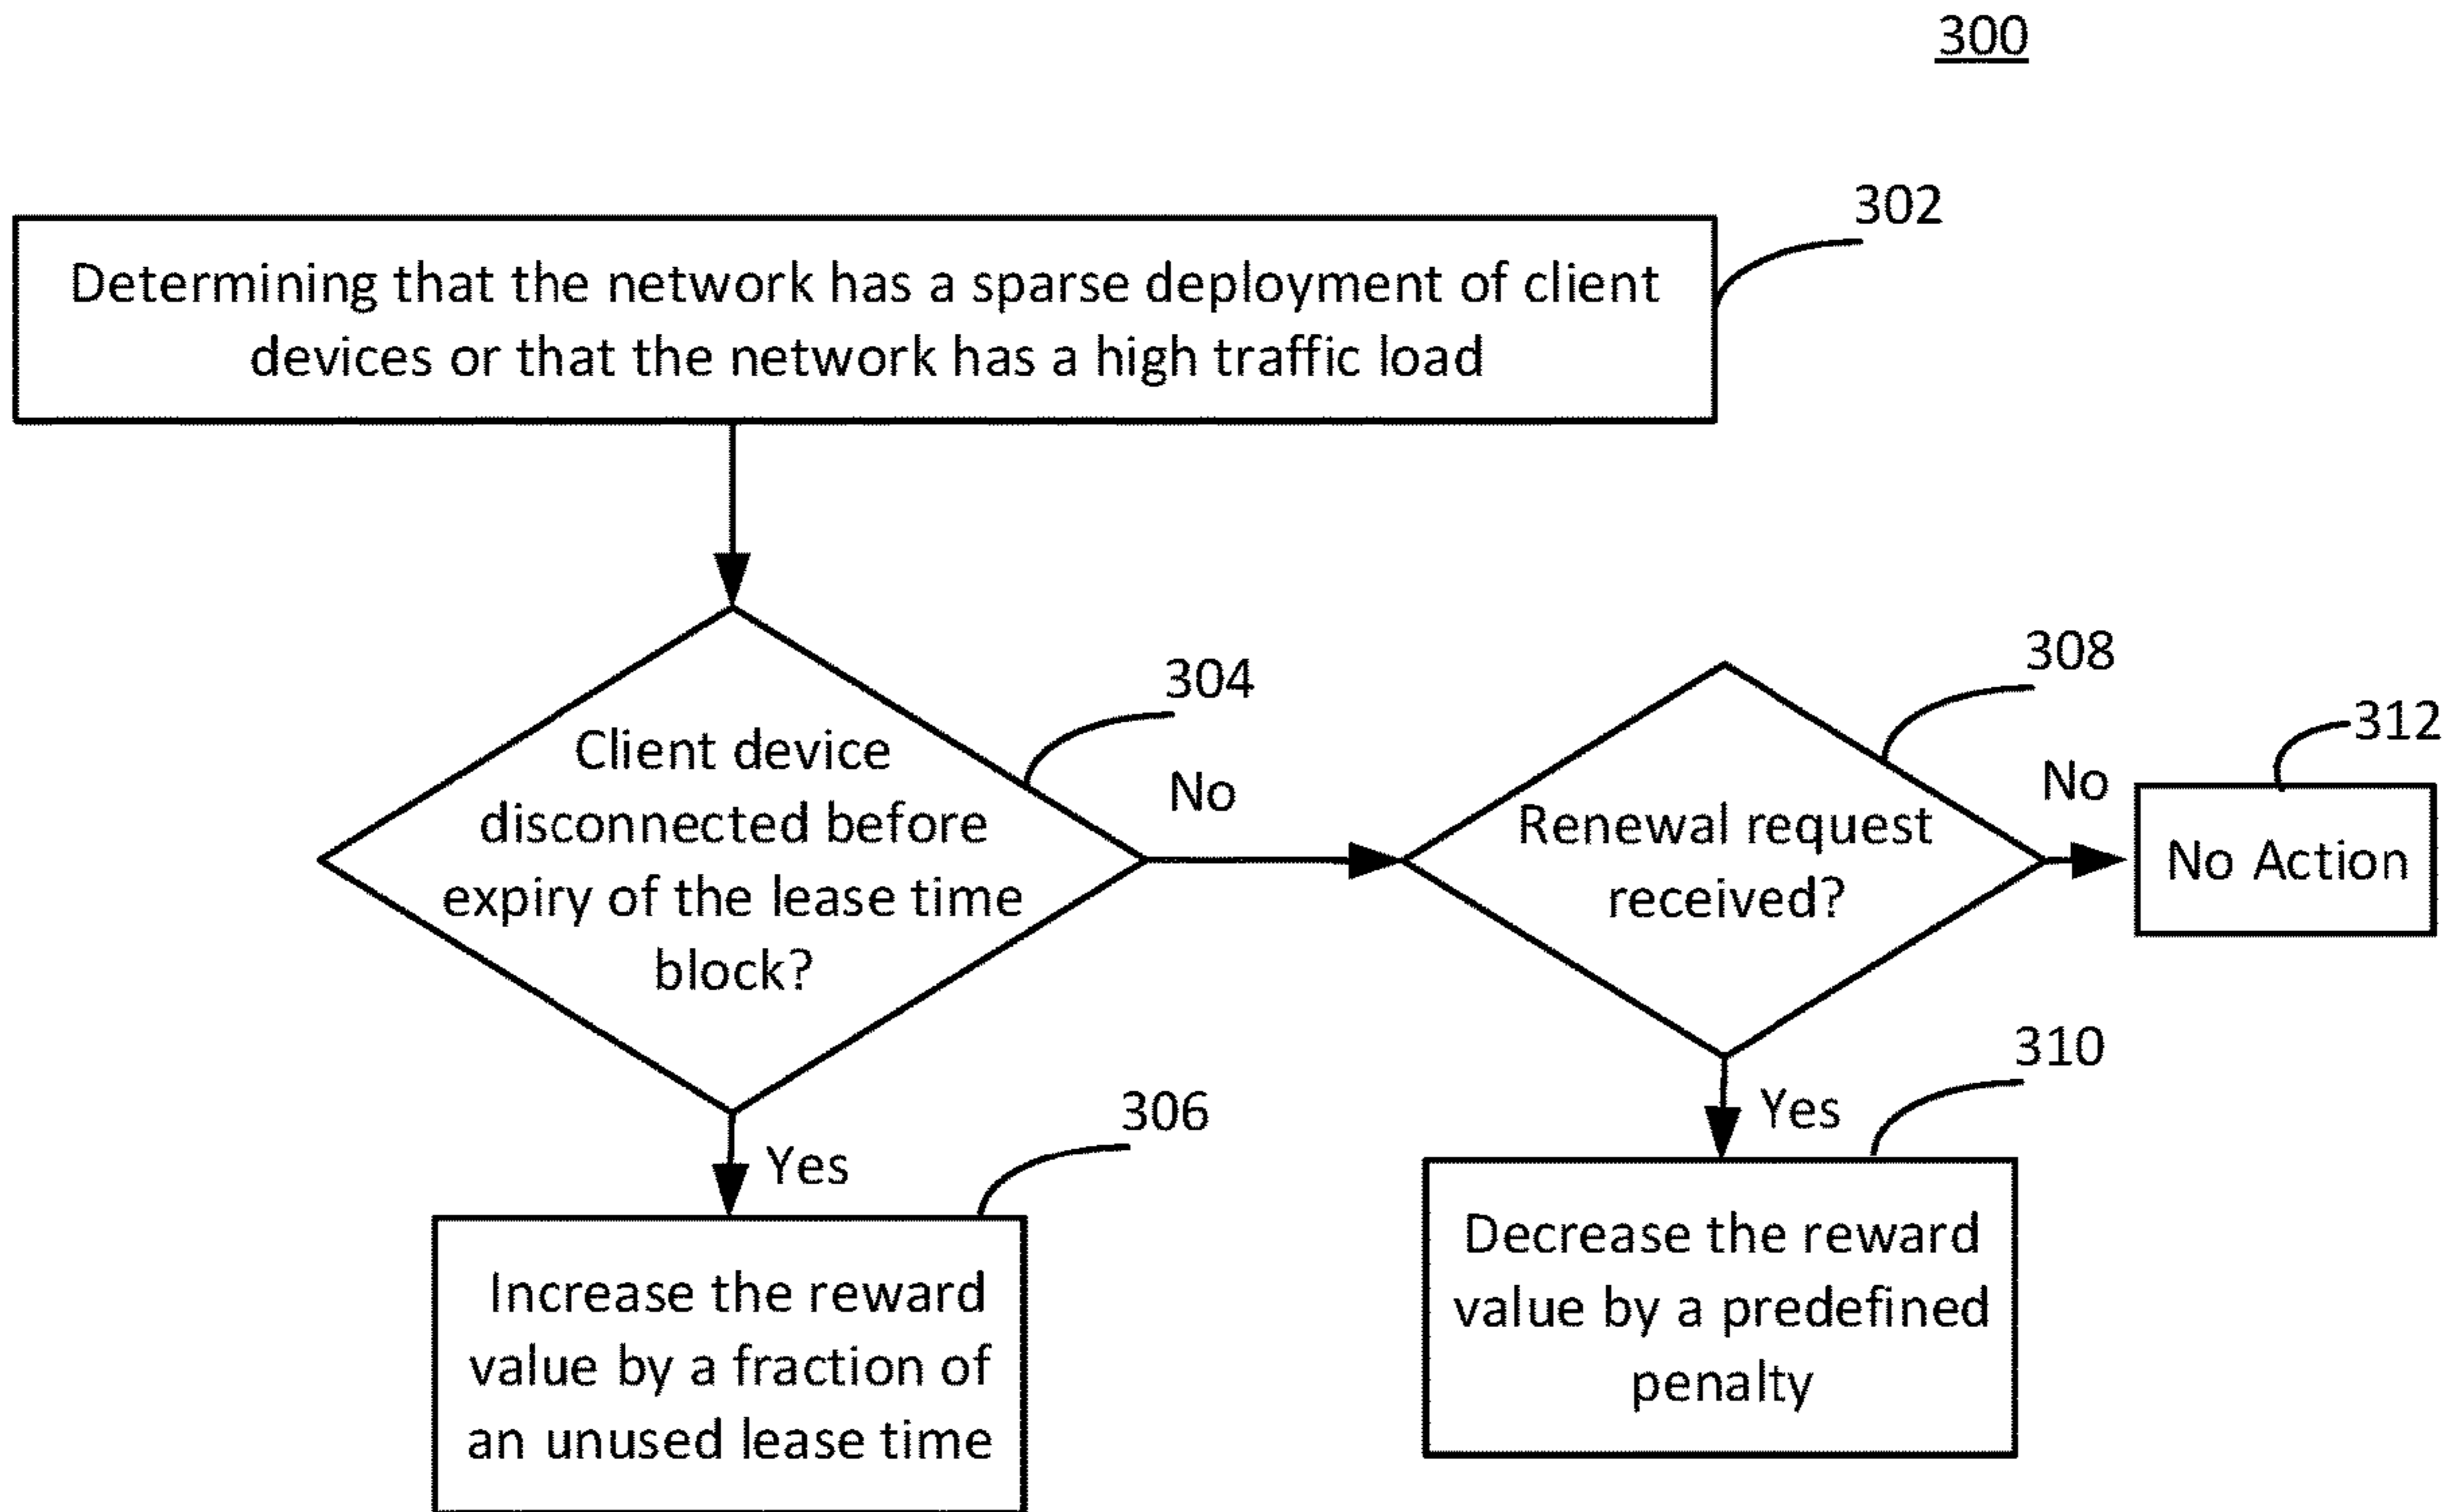 300
302
Determining that the network has a sparse deployment of client
devices or that the network has a high traffic load
304
Client device
disconnected before
expiry of the lease time
block?
No
308
Renewal request
received?
No
312
No Action
Yes
306
Increase the reward
value by a fraction of
an unused lease time
Yes
310
Decrease the reward
value by a predefined
penalty